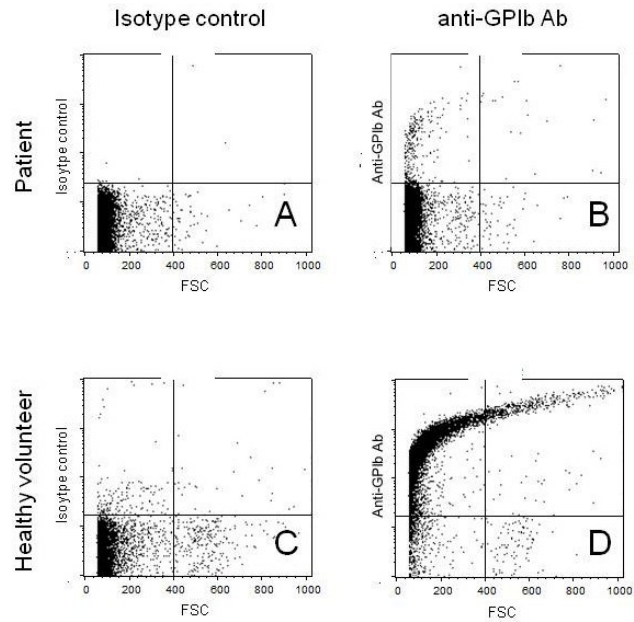 Isotype control
anti-GPIb Ab
Patient
Isoytpe control
A
0 200 400 600 800 1000
FSC
Anti-GPIb Ab
B
0 200 400 600 800 1000
FSC
Healthy volunteer
Isoytpe control
C
0 200 400 600 800 1000
FSC
Anti-GPIb Ab
D
0 200 400 600 800 1000
FSC